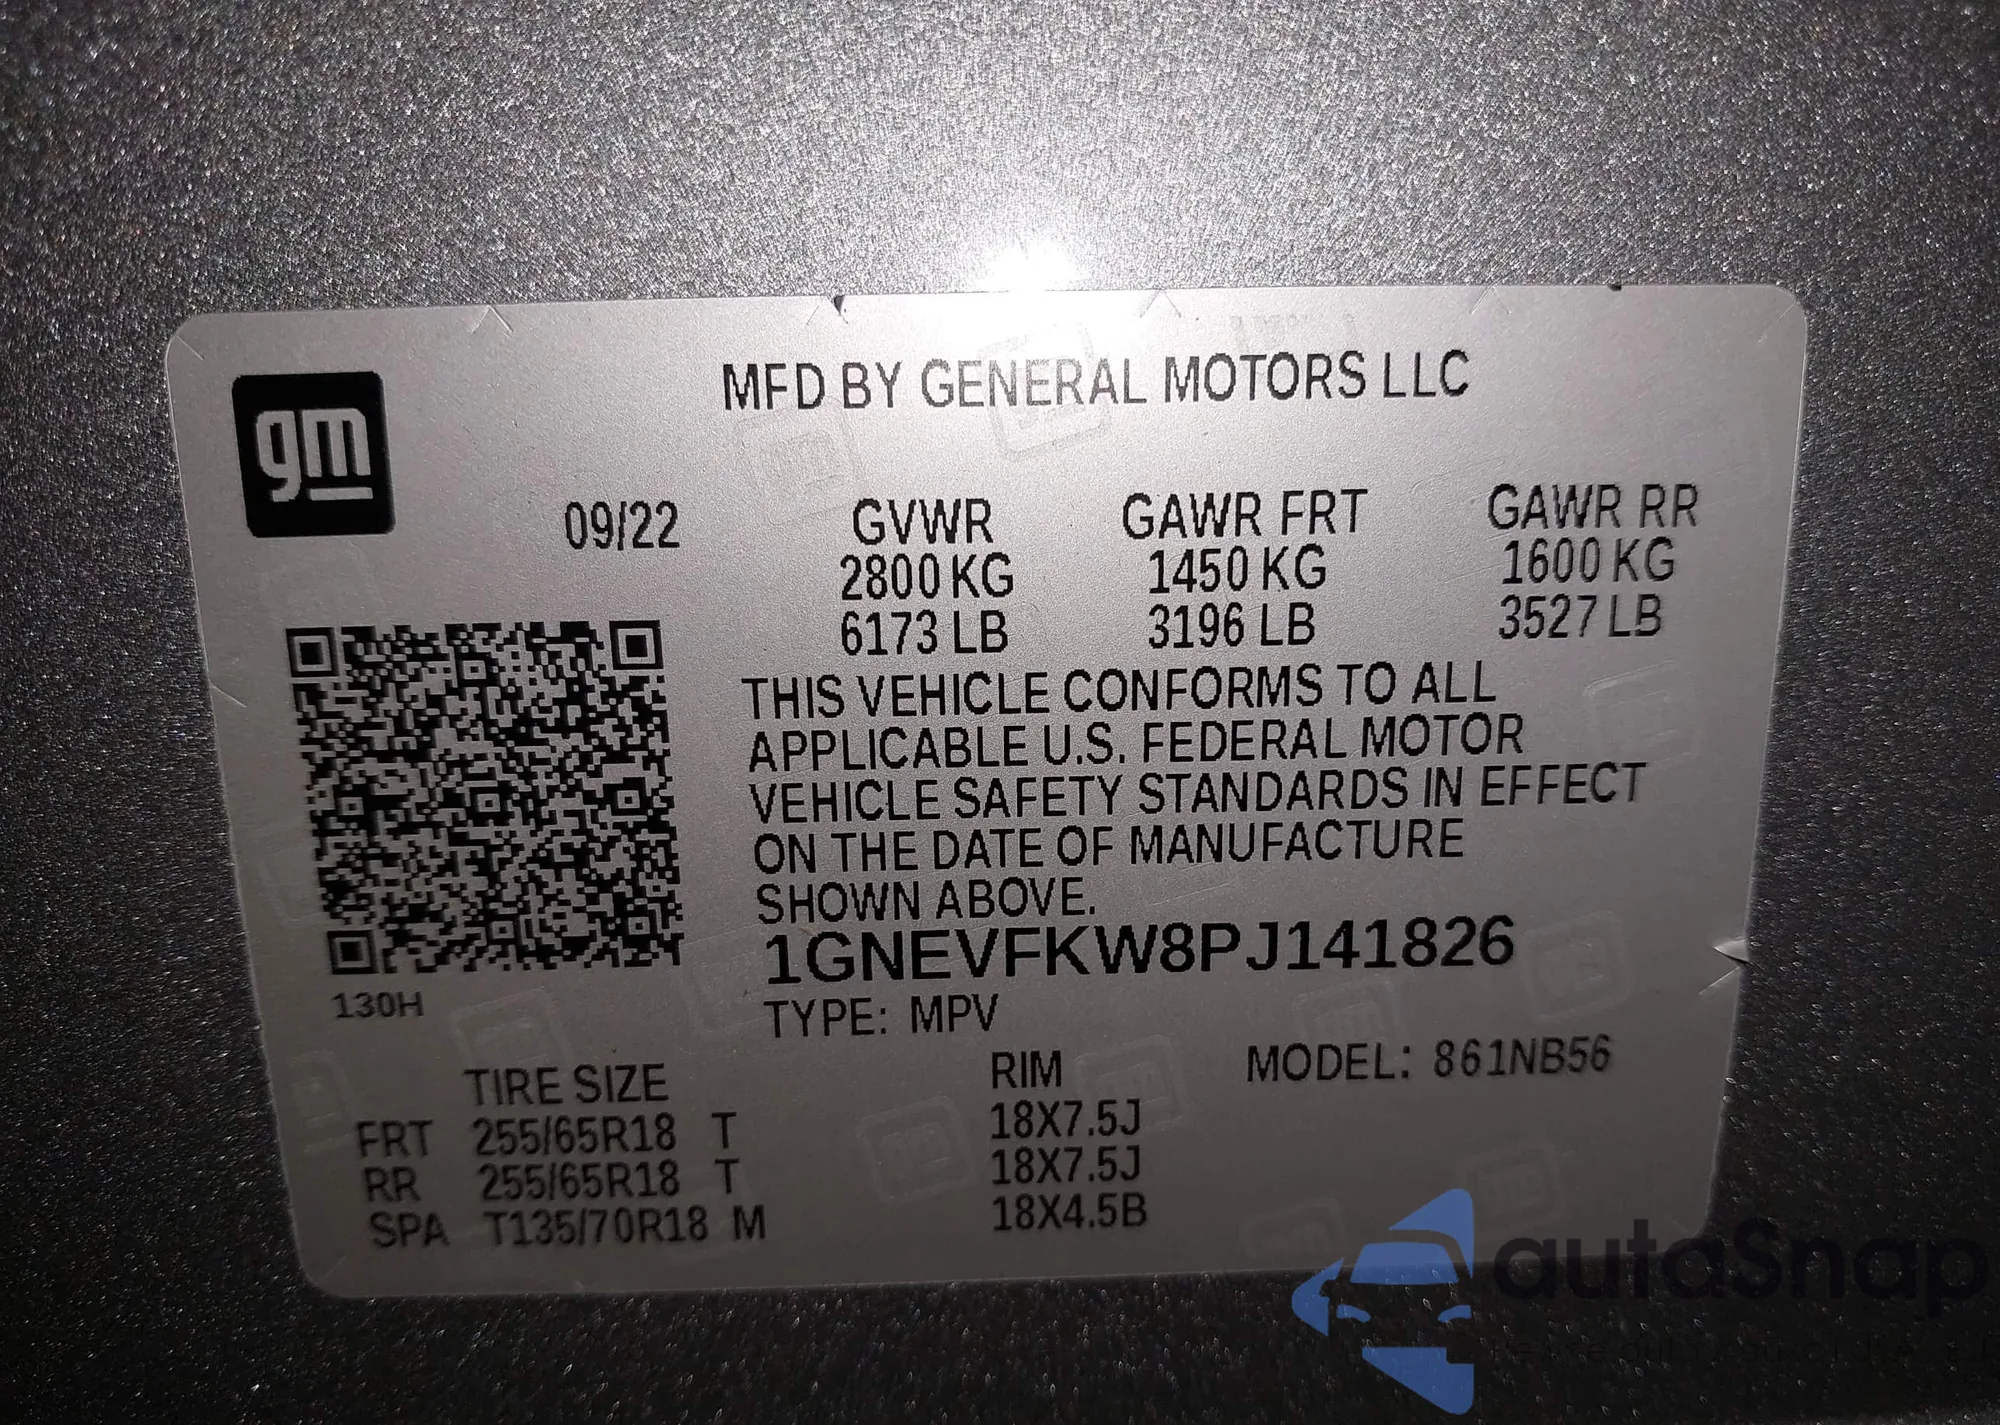 gm
MFD BY GENERAL MOTORS LLC
09/22 GVWR GAWR FRT GAWR RR
2800 KG 1450 KG 1600 KG
6173 LB 3196 LB 3527 LB
THIS VEHICLE CONFORMS TO ALL
APPLICABLE U.S. FEDERAL MOTOR
VEHICLE SAFETY STANDARDS IN EFFECT
ON THE DATE OF MANUFACTURE
SHOWN ABOVE.
1GNEVFKW8PJ141826
130H
TYPE: MPV
TIRE SIZE RIM MODEL: 861NB56
FRT 255/65R18 T 18X7.5J
RR 255/65R18 T 18X7.5J
SPA T135/70R18 M 18X4.5B
autaSnap